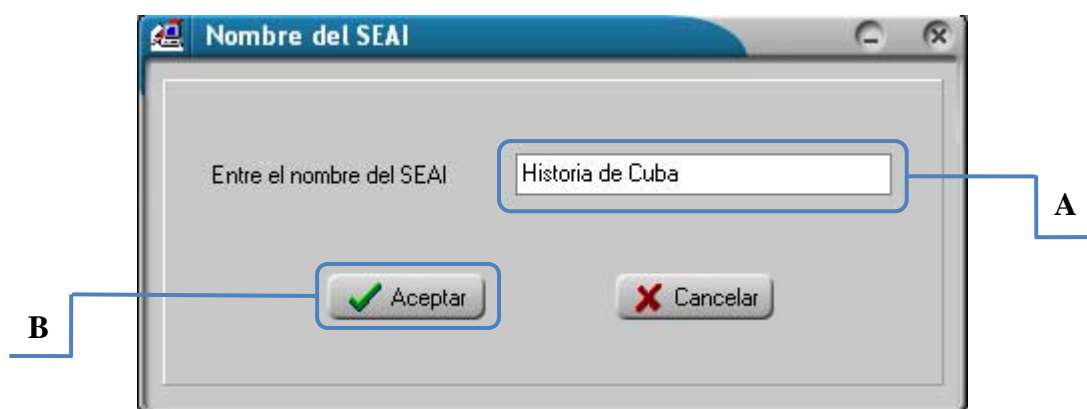 Nombre del SEAI
Entre el nombre del SEAI
Historia de Cuba
A
Aceptar
Cancelar
B